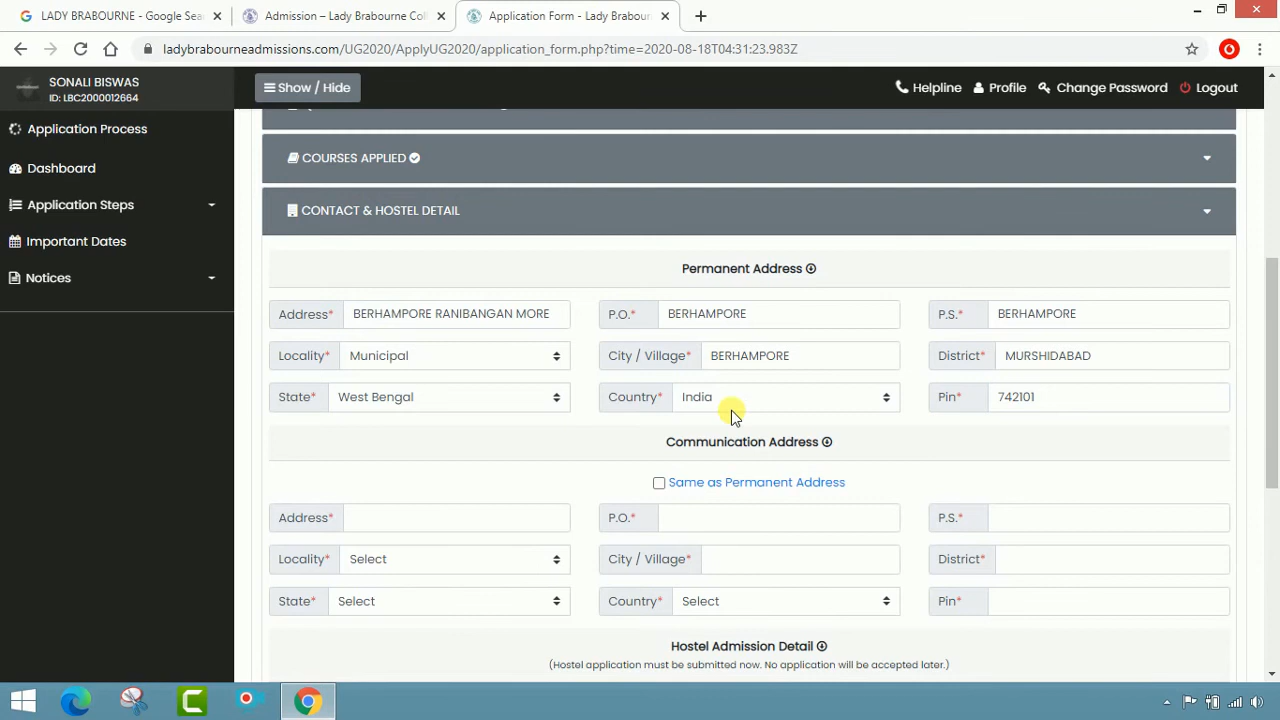 LADY BRABOURNE - Google Sea
Admission – Lady Brabourne Coll
Application Form - Lady Brabour
ladybrabourneadmissions.com/UG2020/ApplyUG2020/application_form.php?time=2020-08-18T04:31:23.983Z
SONALI BISWAS
ID: LBC2000012664
Show / Hide
Helpline
Profile
Change Password
Logout
Application Process
Dashboard
Application Steps
Important Dates
Notices
COURSES APPLIED
CONTACT & HOSTEL DETAIL
Permanent Address
Address* BERHAMPORE RANIBANGAN MORE P.O.* BERHAMPORE P.S.* BERHAMPORE
Locality* Municipal City / Village* BERHAMPORE District* MURSHIDABAD
State* West Bengal Country* India Pin* 742101
Communication Address
Same as Permanent Address
Address* P.O.* P.S.*
Locality* Select City / Village* District*
State* Select Country* Select Pin*
Hostel Admission Detail
(Hostel application must be submitted now. No application will be accepted later.)